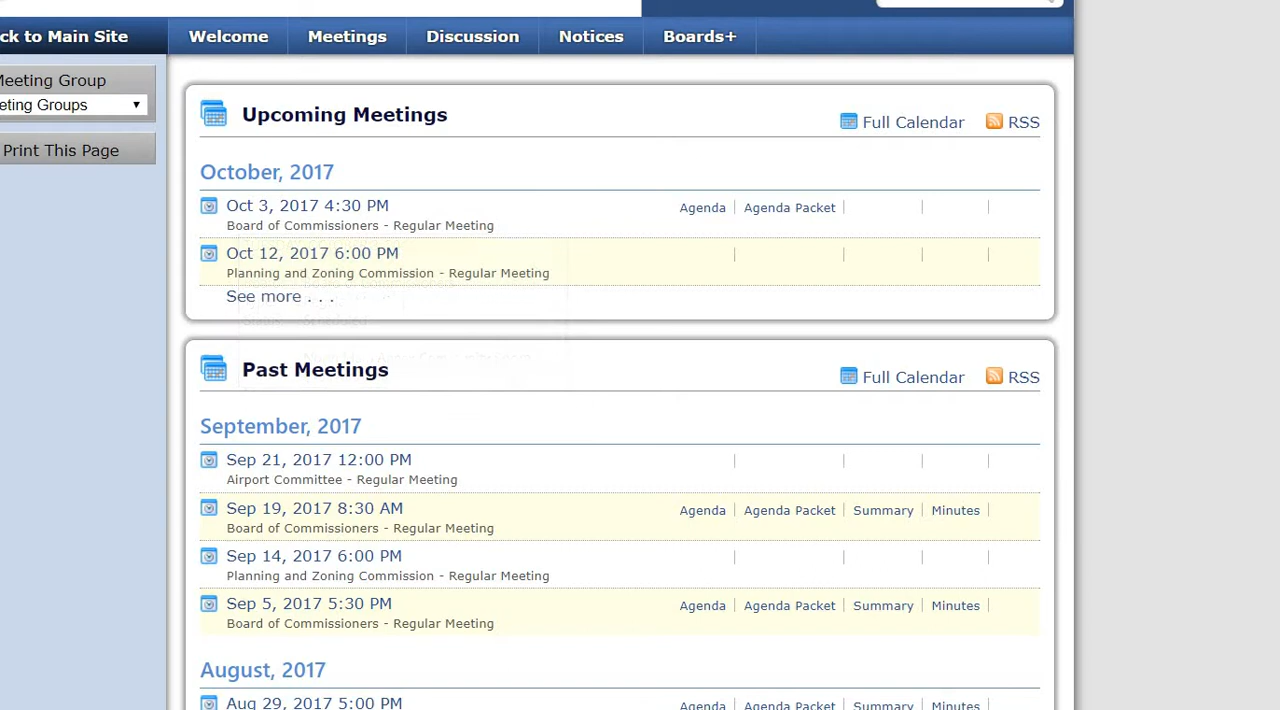 ck to Main Site Welcome Meetings Discussion Notices Boards+
Meeting Group
eting Groups
Print This Page
Upcoming Meetings
Full Calendar RSS
October, 2017
Oct 3, 2017 4:30 PM Agenda Agenda Packet
Board of Commissioners - Regular Meeting
Oct 12, 2017 6:00 PM
Planning and Zoning Commission - Regular Meeting
See more . . .
Scheduled
Past Meetings
Full Calendar RSS
September, 2017
Sep 21, 2017 12:00 PM
Airport Committee - Regular Meeting
Sep 19, 2017 8:30 AM Agenda Agenda Packet Summary Minutes
Board of Commissioners - Regular Meeting
Sep 14, 2017 6:00 PM
Planning and Zoning Commission - Regular Meeting
Sep 5, 2017 5:30 PM Agenda Agenda Packet Summary Minutes
Board of Commissioners - Regular Meeting
August, 2017
Aug 29, 2017 5:00 PM Agenda Agenda Packet Summary Minutes